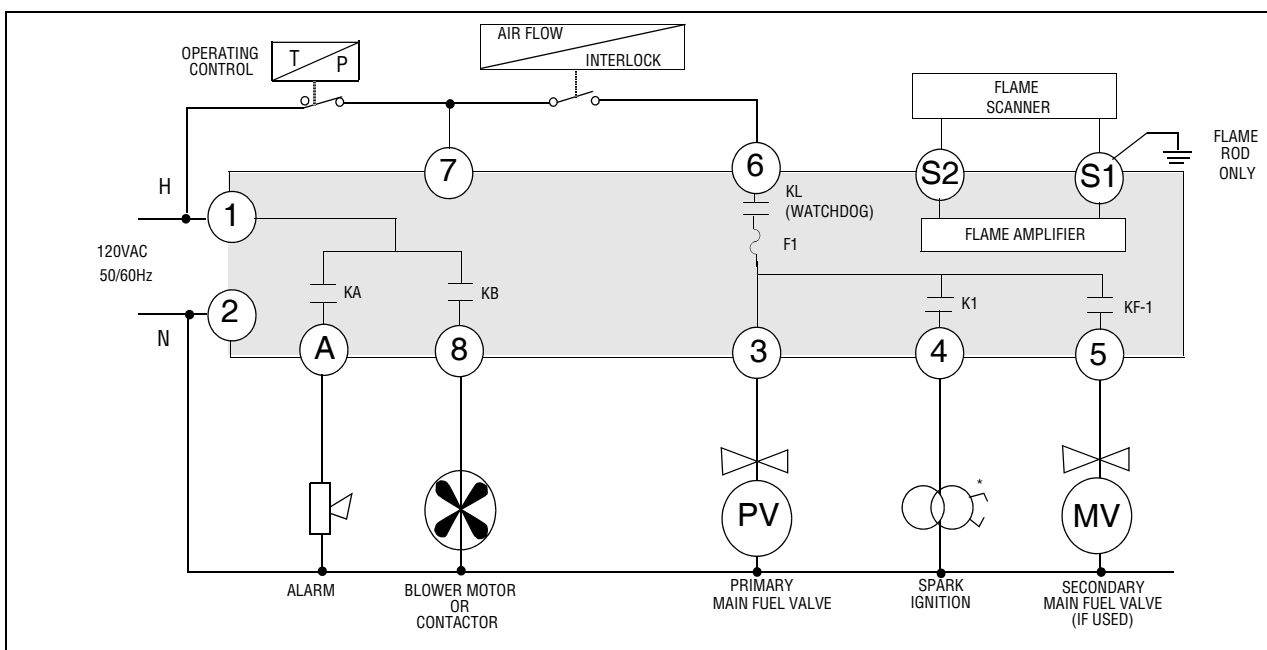 AIR FLOW
INTERLOCK
OPERATING
CONTROL
T
P
FLAME
SCANNER
7
6
S2
S1
FLAME
ROD
ONLY
H
1
KL
(WATCHDOG)
F1
FLAME AMPLIFIER
120VAC
50/60Hz
2
N
KA
KB
K1
KF-1
A
8
3
4
5
*
PV
MV
ALARM
BLOWER MOTOR
OR
CONTACTOR
PRIMARY
MAIN FUEL VALVE
SPARK
IGNITION
SECONDARY
MAIN FUEL VALVE
(IF USED)